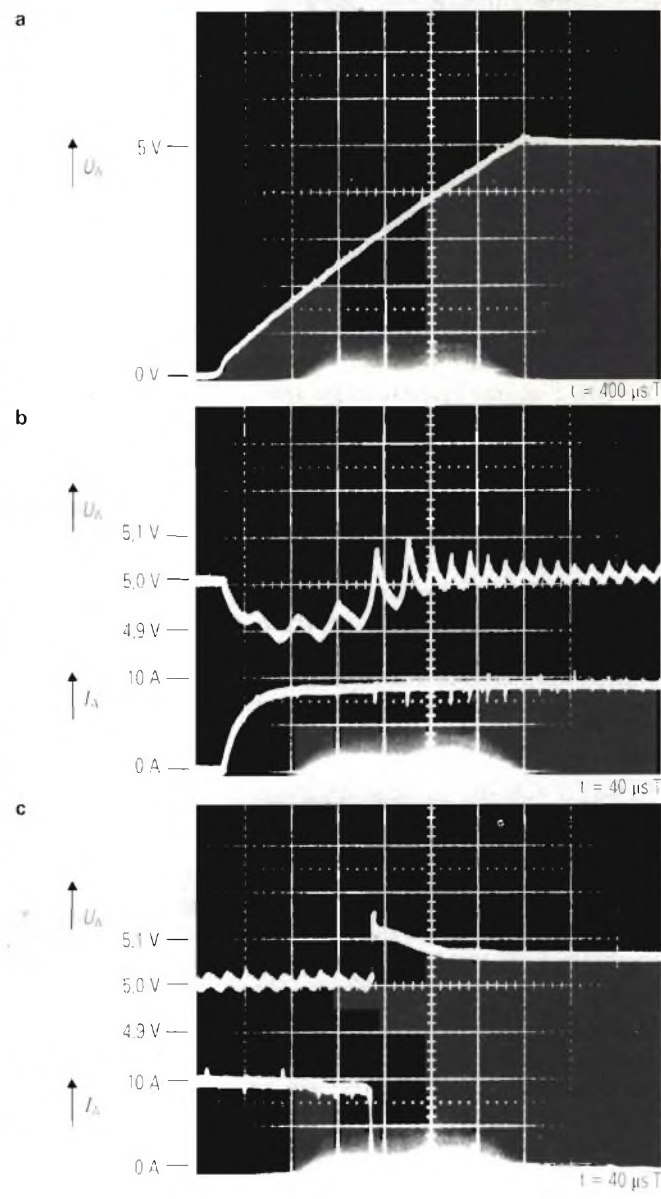 a
5 V
U_A
0 V
t = 400 µs T
b
U_A
5,1 V
5,0 V
4,9 V
10 A
I_A
0 A
t = 40 µs T
c
U_A
5,1 V
5,0 V
4,9 V
10 A
I_A
0 A
t = 40 µs T